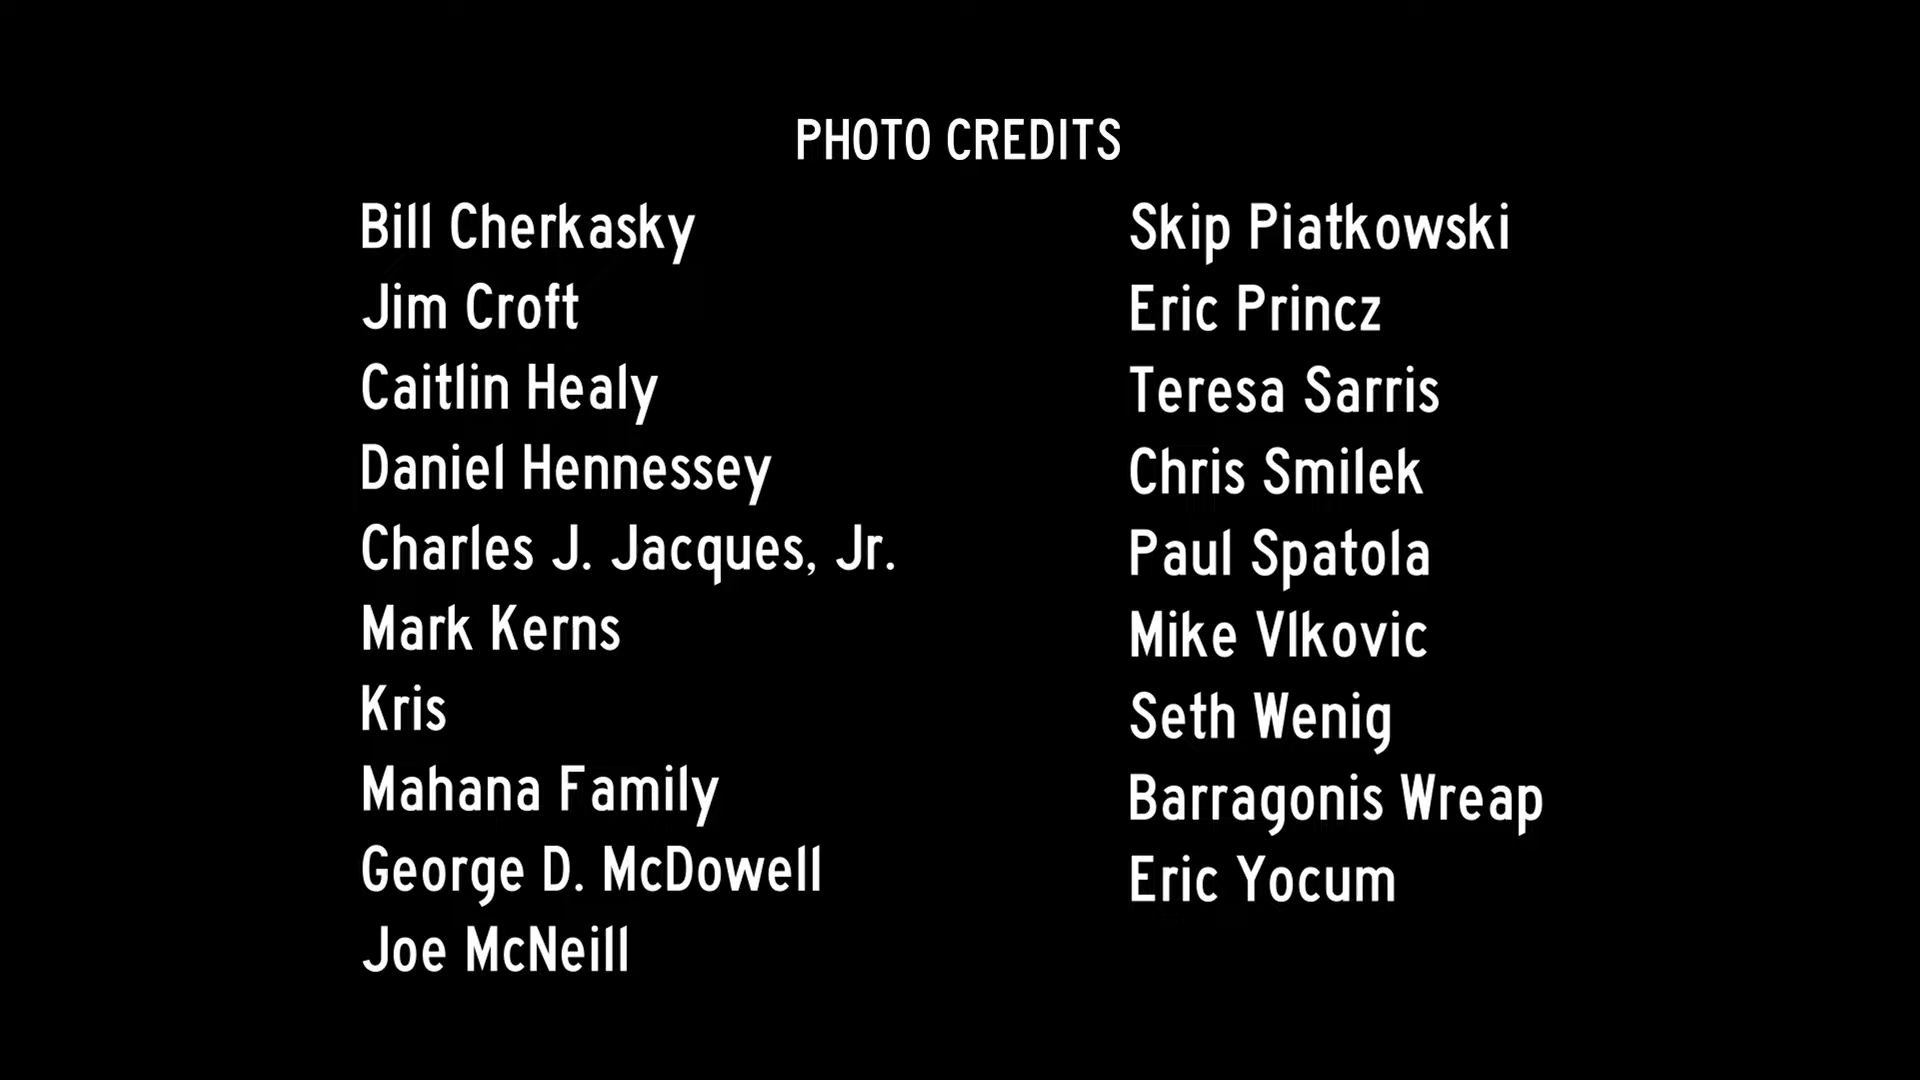 PHOTO CREDITS
Bill Cherkasky
Jim Croft
Caitlin Healy
Daniel Hennessey
Charles J. Jacques, Jr.
Mark Kerns
Kris
Mahana Family
George D. McDowell
Joe McNeill
Skip Piatkowski
Eric Princz
Teresa Sarris
Chris Smilek
Paul Spatola
Mike Vlkovic
Seth Wenig
Barragonis Wreap
Eric Yocum